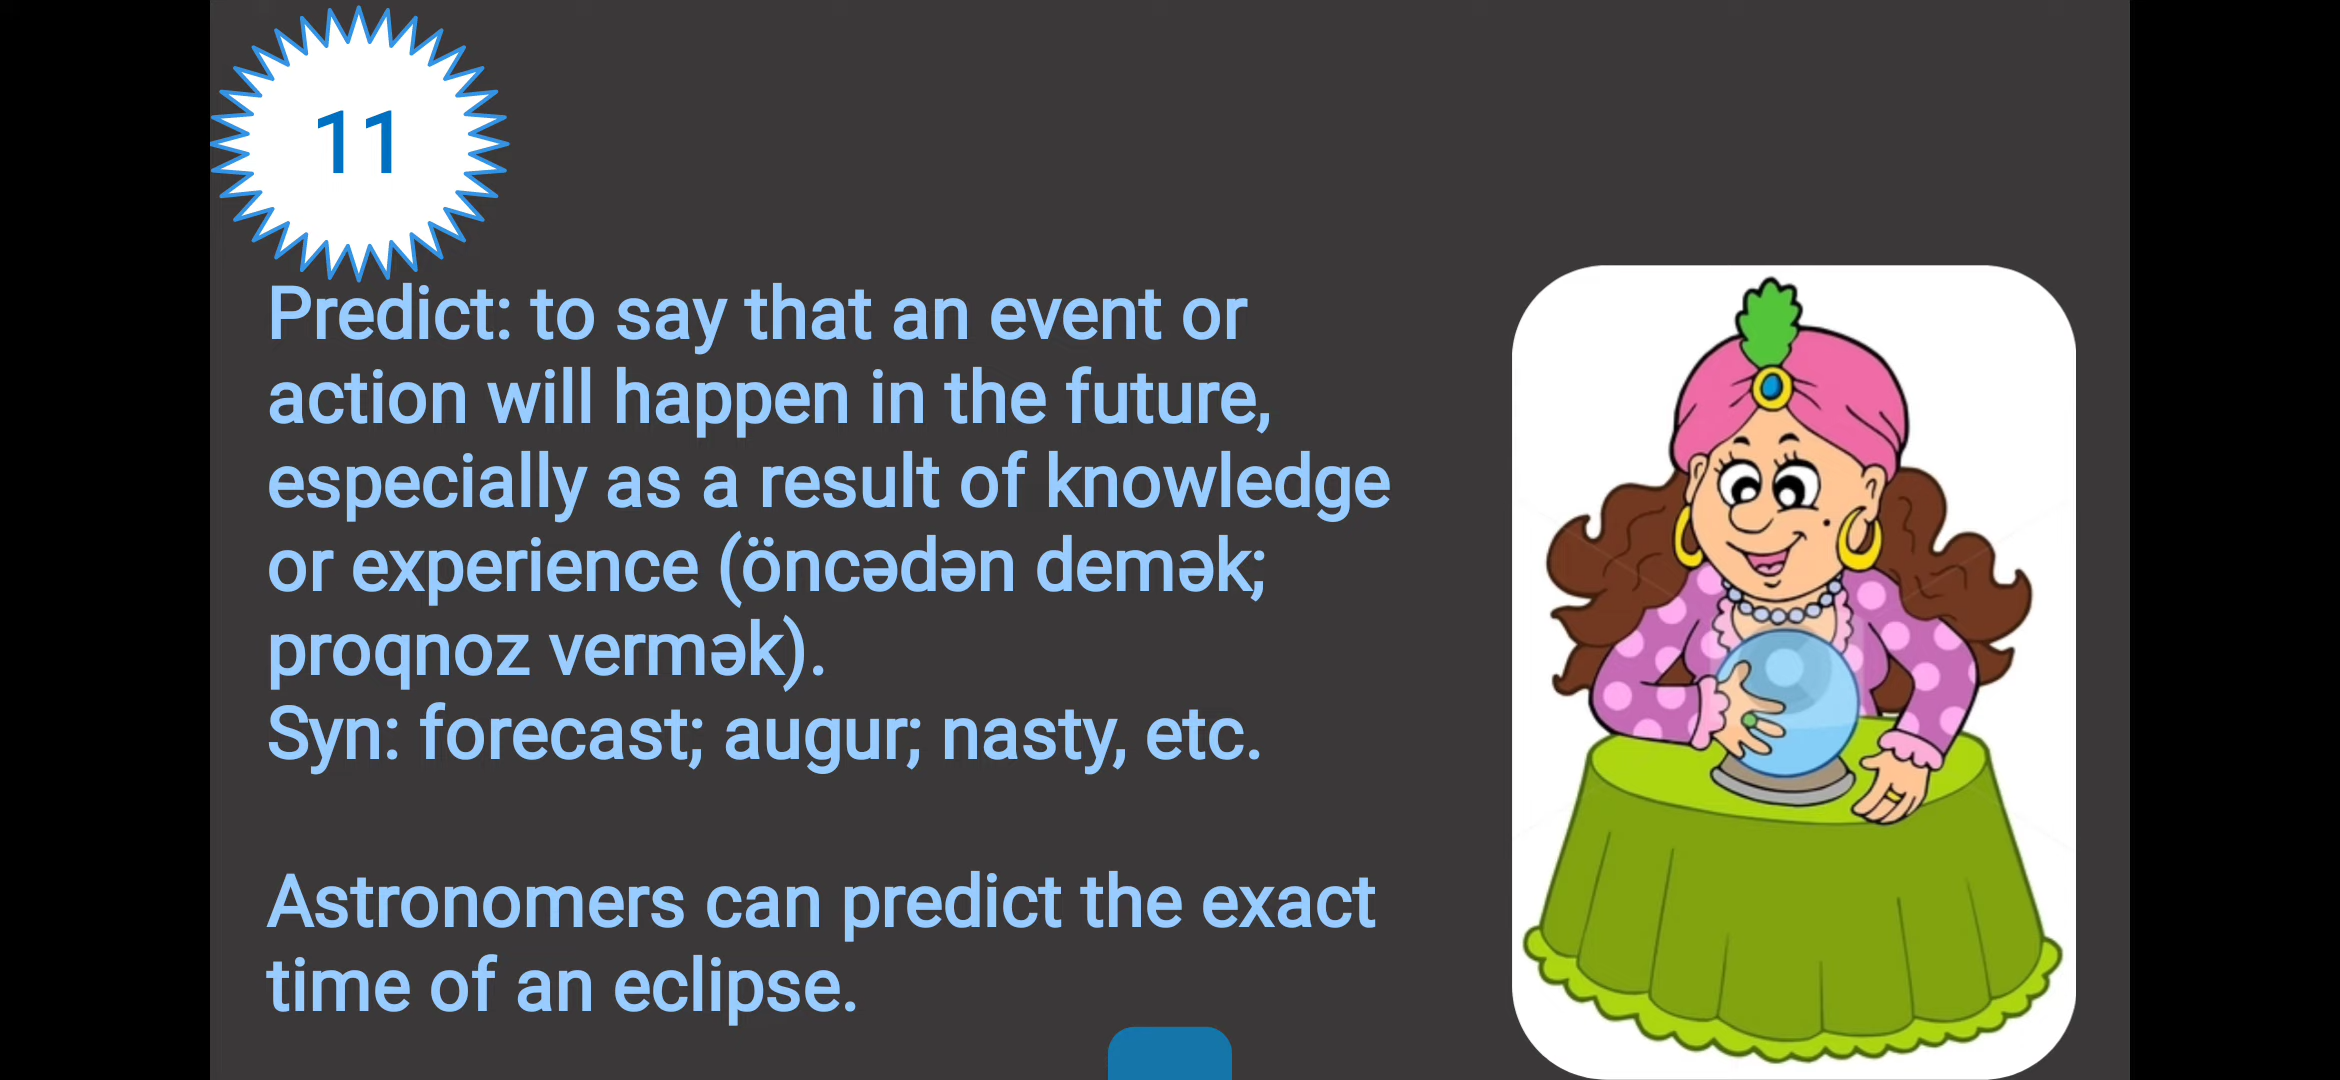 11
Predict: to say that an event or
action will happen in the future,
especially as a result of knowledge
or experience (öncədən demək;
proqnoz vermək).
Syn: forecast; augur; nasty, etc.
Astronomers can predict the exact
time of an eclipse.